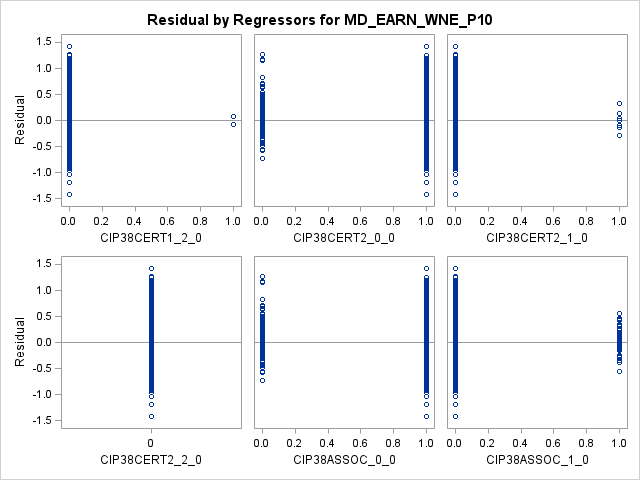 Residual by Regressors for MD_EARN_WNE_P10
1.5
1.0
0.5
0.0
-0.5
-1.0
-1.5
Residual
0.0 0.2 0.4 0.6 0.8 1.0
CIP38CERT1_2_0
0.0 0.2 0.4 0.6 0.8 1.0
CIP38CERT2_0_0
0.0 0.2 0.4 0.6 0.8 1.0
CIP38CERT2_1_0
1.5
1.0
0.5
0.0
-0.5
-1.0
-1.5
Residual
0
CIP38CERT2_2_0
0.0 0.2 0.4 0.6 0.8 1.0
CIP38ASSOC_0_0
0.0 0.2 0.4 0.6 0.8 1.0
CIP38ASSOC_1_0